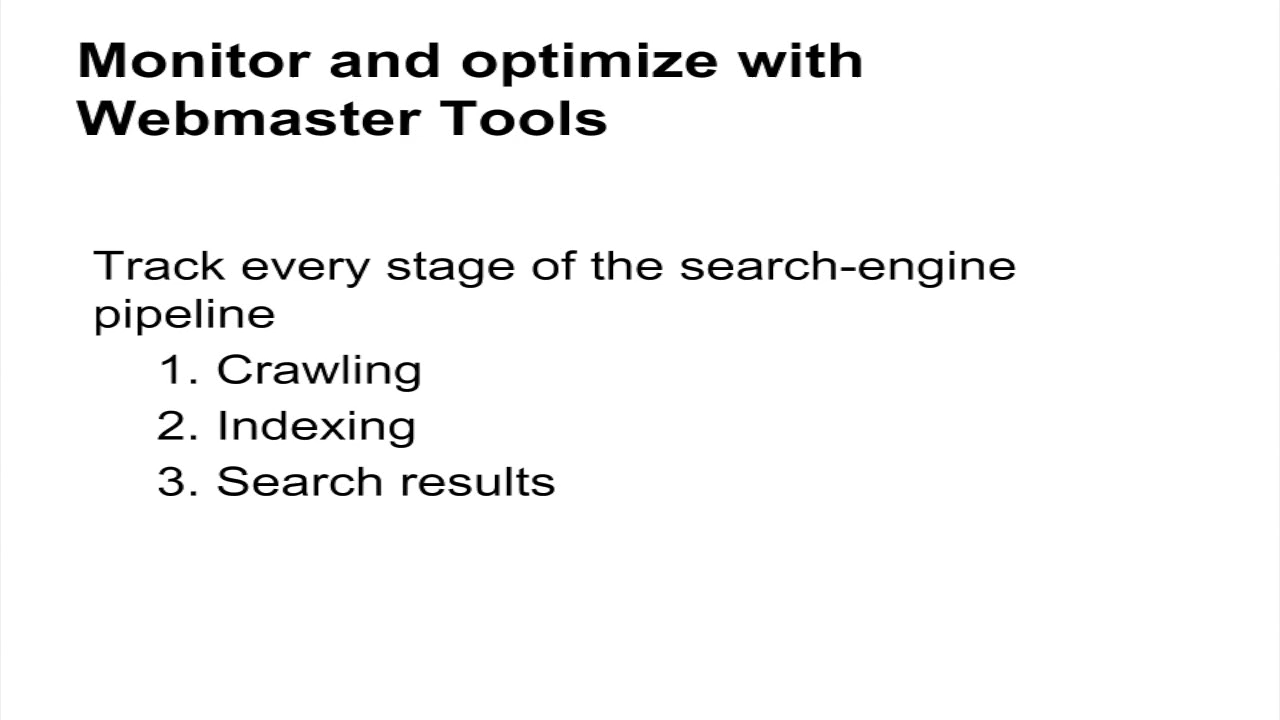 Monitor and optimize with
Webmaster Tools
Track every stage of the search-engine
pipeline
1. Crawling
2. Indexing
3. Search results